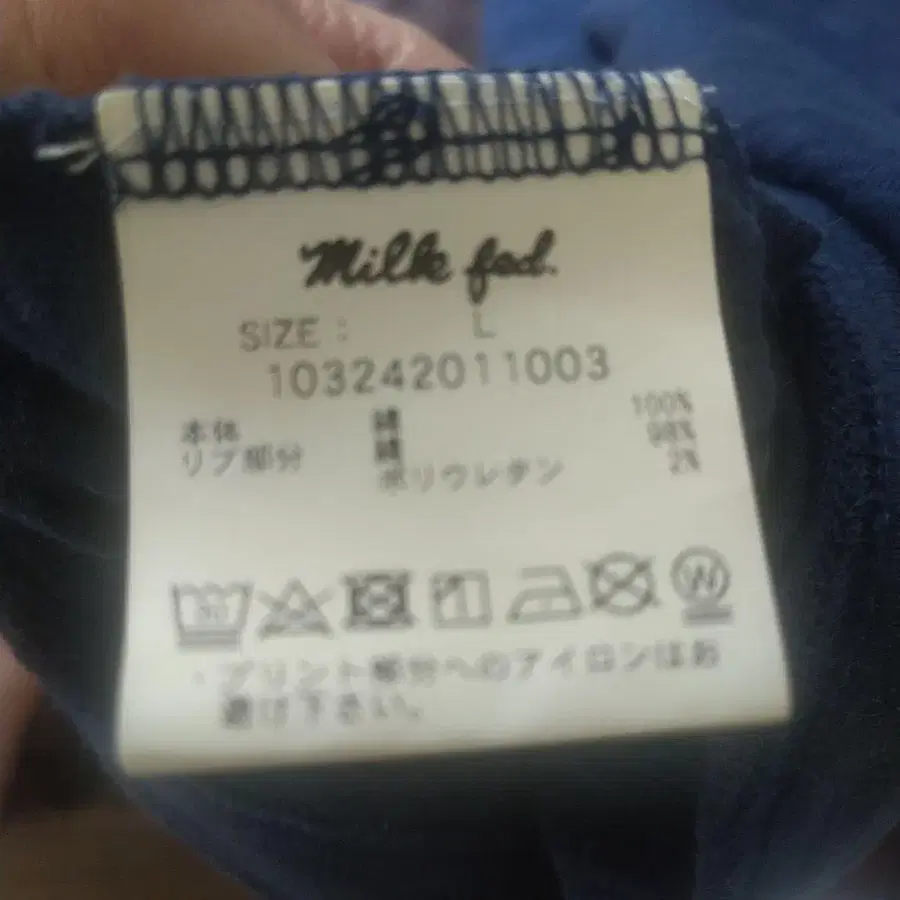 Milk fed.
SIZE : L
103242011003
本体 綿 100%
リブ部分 綿 98%
ポリウレタン 2%
・プリント部分へのアイロンはお
避け下さい。